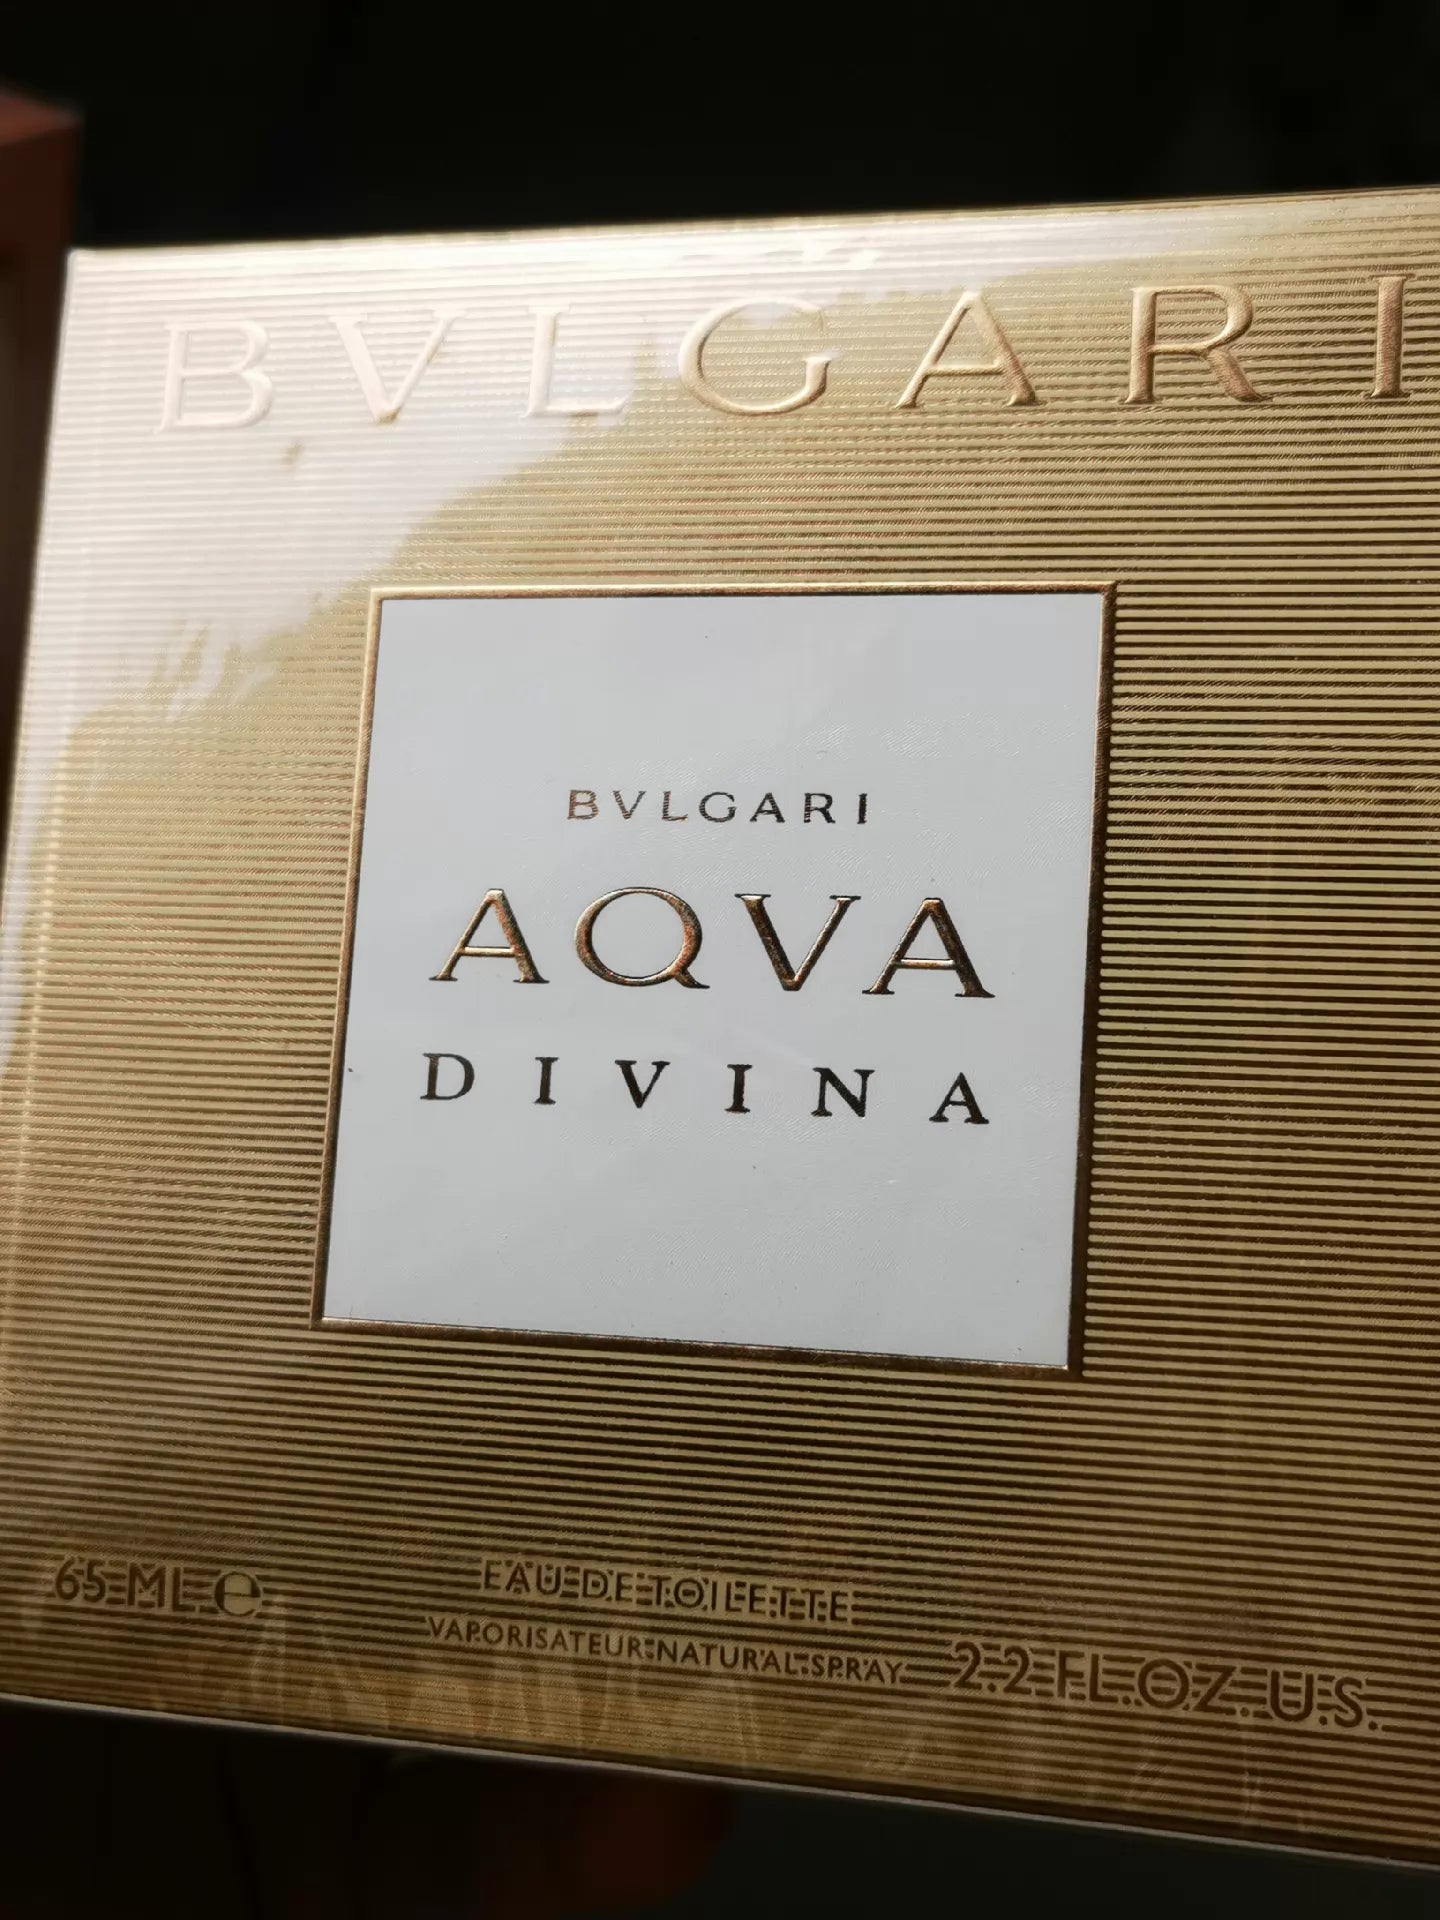 BVLGARI
BVLGARI
AQVA
DIVINA
65 ML e
EAU DE TOILETTE
VAPORISATEUR NATURAL SPRAY
2.2 FL. OZ. U.S.